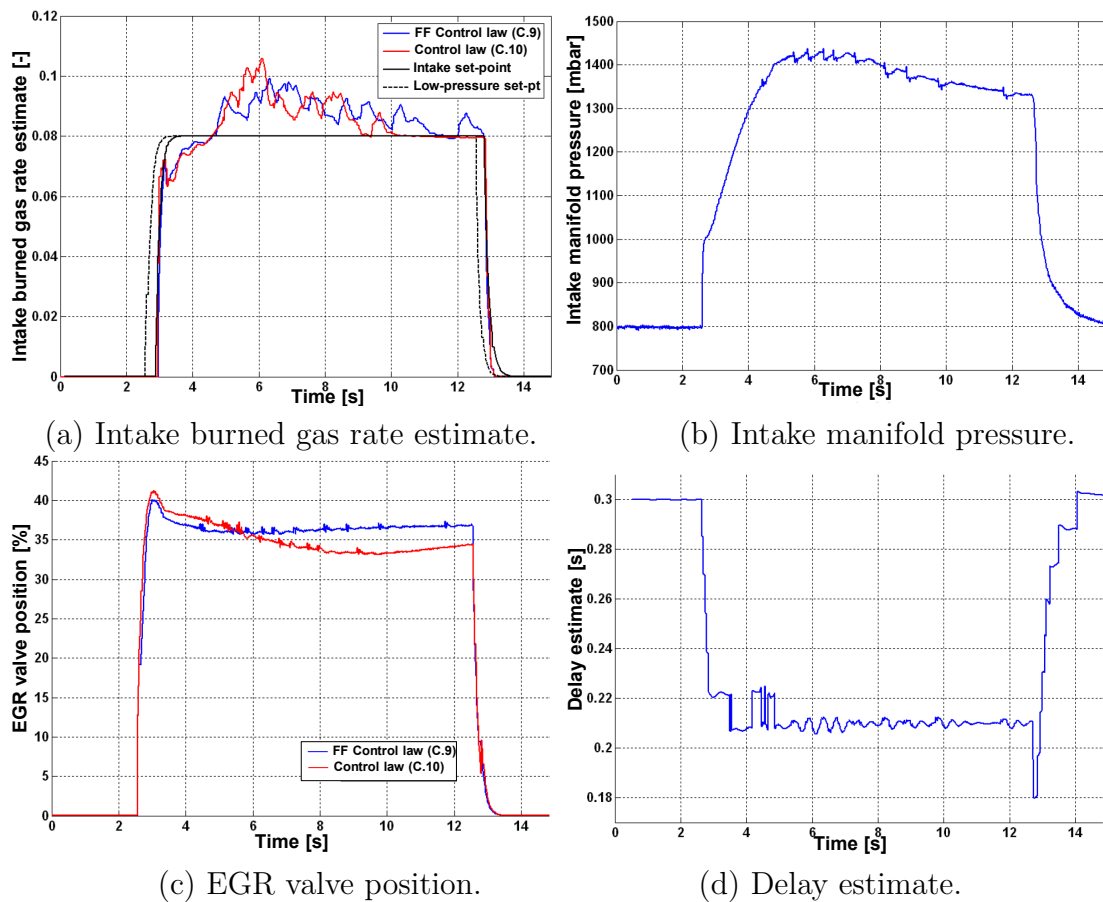 Intake burned gas rate estimate [-]
0.12
0.1
0.08
0.06
0.04
0.02
0
0 2 4 6 8 10 12 14
Time [s]
FF Control law (C.9)
Control law (C.10)
Intake set-point
Low-pressure set-pt
(a) Intake burned gas rate estimate.
Intake manifold pressure [mbar]
1500
1400
1300
1200
1100
1000
900
800
700
0 2 4 6 8 10 12 14
Time [s]
(b) Intake manifold pressure.
EGR valve position [%]
45
40
35
30
25
20
15
10
5
0
0 2 4 6 8 10 12 14
Time [s]
FF Control law (C.9)
Control law (C.10)
(c) EGR valve position.
Delay estimate [s]
0.3
0.28
0.26
0.24
0.22
0.2
0.18
0 2 4 6 8 10 12 14
Time [s]
(d) Delay estimate.